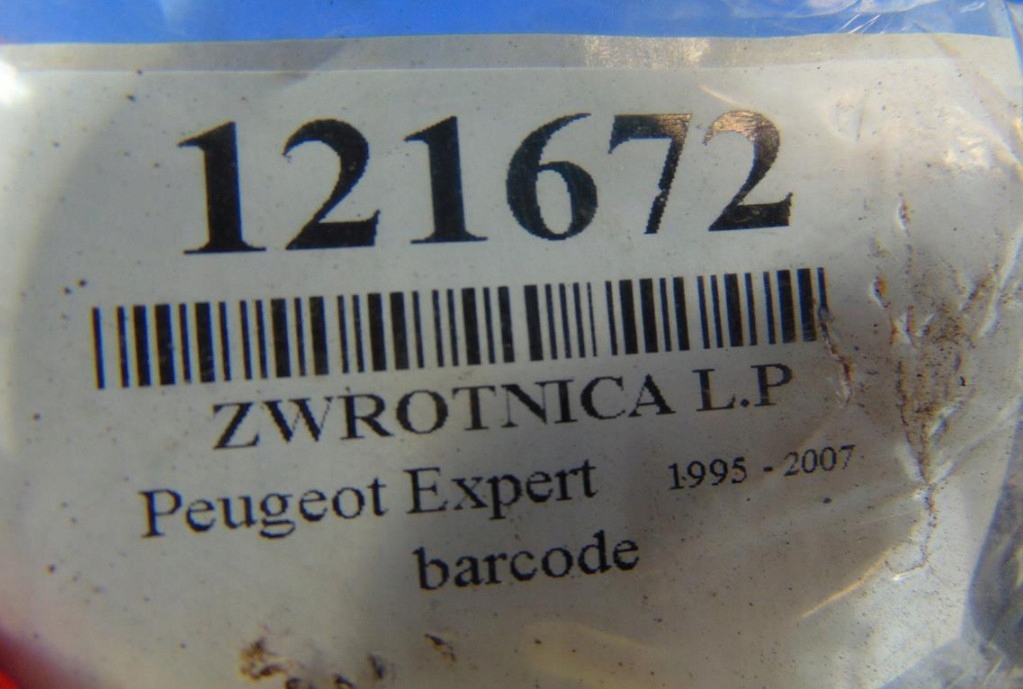 121672
ZWROTNICA L.P
Peugeot Expert 1995 - 2007
barcode